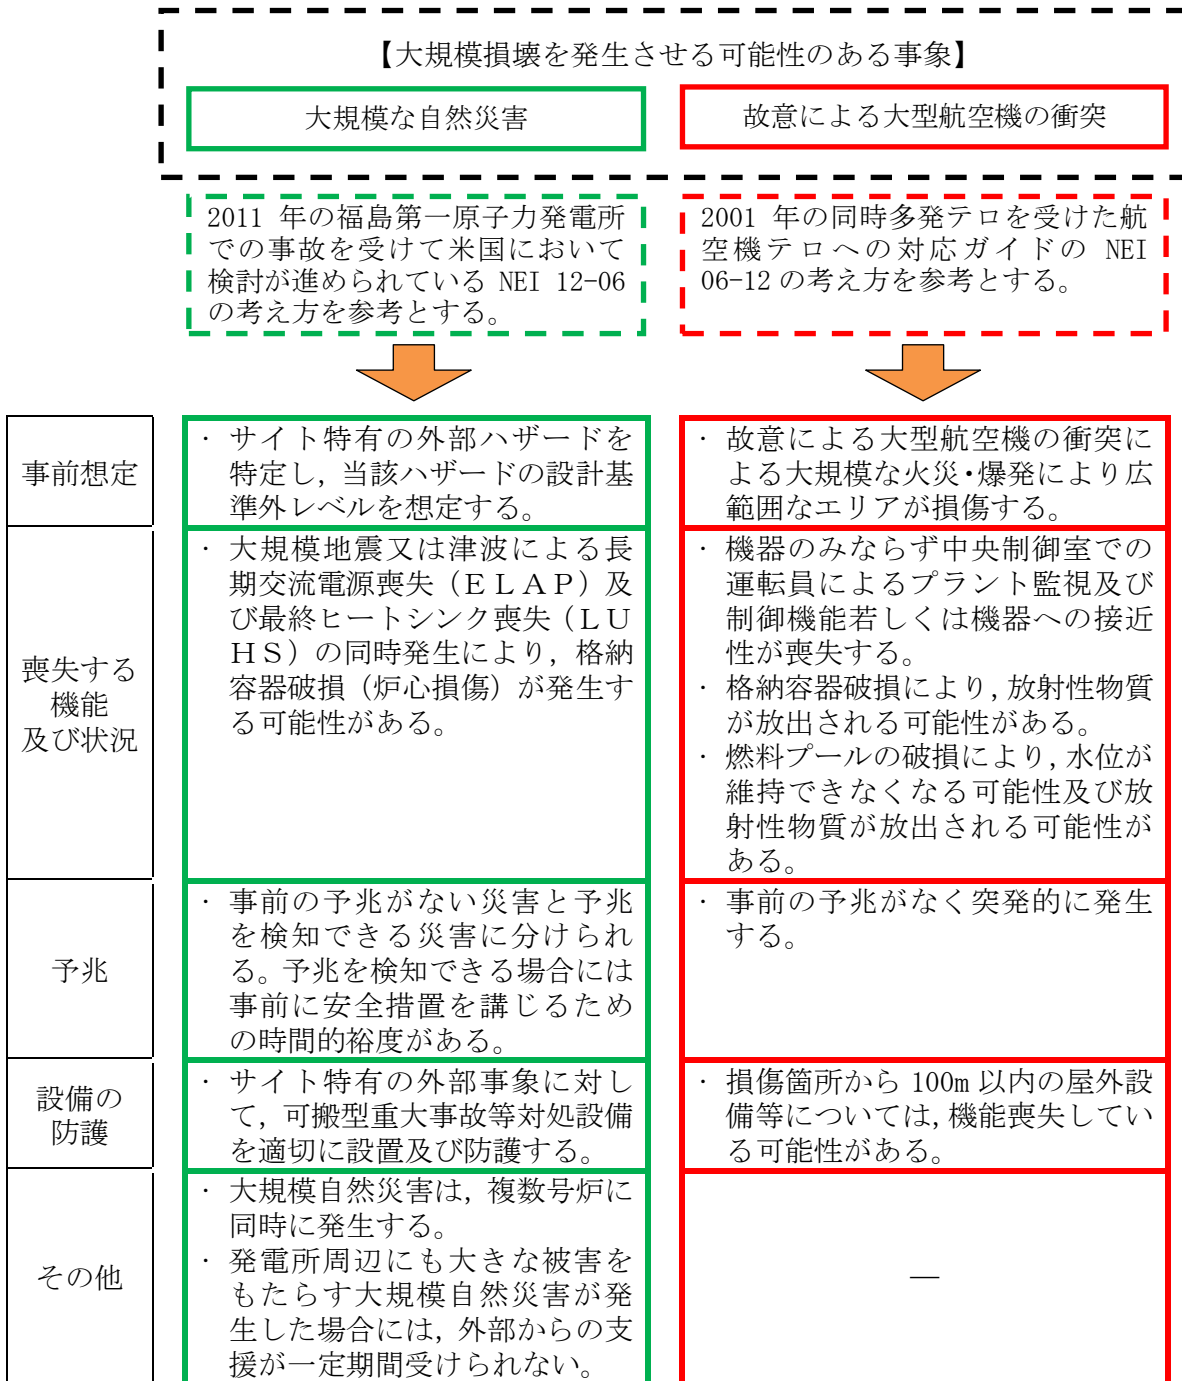 【大規模損壊を発生させる可能性のある事象】
大規模な自然災害
故意による大型航空機の衝突
2011 年の福島第一原子力発電所
での事故を受けて米国において
検討が進められている NEI 12-06
の考え方を参考とする。
2001 年の同時多発テロを受けた航
空機テロへの対応ガイドの NEI
06-12 の考え方を参考とする。
事前想定
・ サイト特有の外部ハザードを
特定し，当該ハザードの設計基
準外レベルを想定する。
・ 故意による大型航空機の衝突に
よる大規模な火災・爆発により広
範囲なエリアが損傷する。
喪失する
機能
及び状況
・ 大規模地震又は津波による長
期交流電源喪失（ＥＬＡＰ）及
び最終ヒートシンク喪失（ＬＵ
ＨＳ）の同時発生により，格納
容器破損（炉心損傷）が発生す
る可能性がある。
・ 機器のみならず中央制御室での
運転員によるプラント監視及び
制御機能若しくは機器への接近
性が喪失する。
・ 格納容器破損により，放射性物質
が放出される可能性がある。
・ 燃料プールの破損により，水位が
維持できなくなる可能性及び放
射性物質が放出される可能性が
ある。
予兆
・ 事前の予兆がない災害と予兆
を検知できる災害に分けられ
る。予兆を検知できる場合には
事前に安全措置を講じるため
の時間的裕度がある。
・ 事前の予兆がなく突発的に発生
する。
設備の
防護
・ サイト特有の外部事象に対し
て，可搬型重大事故等対処設備
を適切に設置及び防護する。
・ 損傷箇所から 100m 以内の屋外設
備等については，機能喪失してい
る可能性がある。
その他
・ 大規模自然災害は，複数号炉に
同時に発生する。
・ 発電所周辺にも大きな被害を
もたらす大規模自然災害が発
生した場合には，外部からの支
援が一定期間受けられない。
―